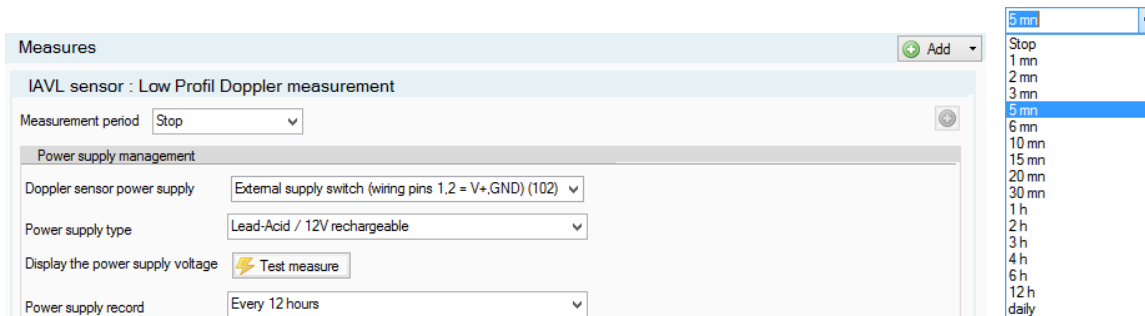 Measures
Add
IAVL sensor : Low Profil Doppler measurement
Measurement period Stop
Power supply management
Doppler sensor power supply External supply switch (wiring pins 1,2 = V+,GND) (102)
Power supply type Lead-Acid / 12V rechargeable
Display the power supply voltage Test measure
Power supply record Every 12 hours
5 mn
Stop
1 mn
2 mn
3 mn
5 mn
6 mn
10 mn
15 mn
20 mn
30 mn
1 h
2 h
3 h
4 h
6 h
12 h
daily